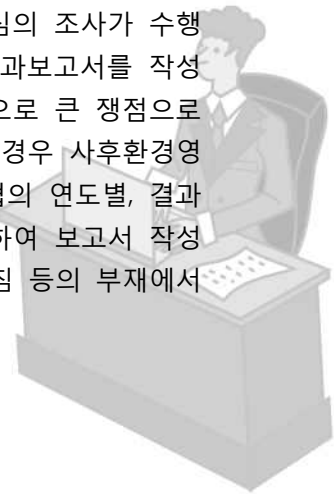 심의 조사가 수행
과보고서를 작성
으로 큰 쟁점으로
경우 사후환경영
법의 연도별, 결과
하여 보고서 작성
침 등의 부재에서